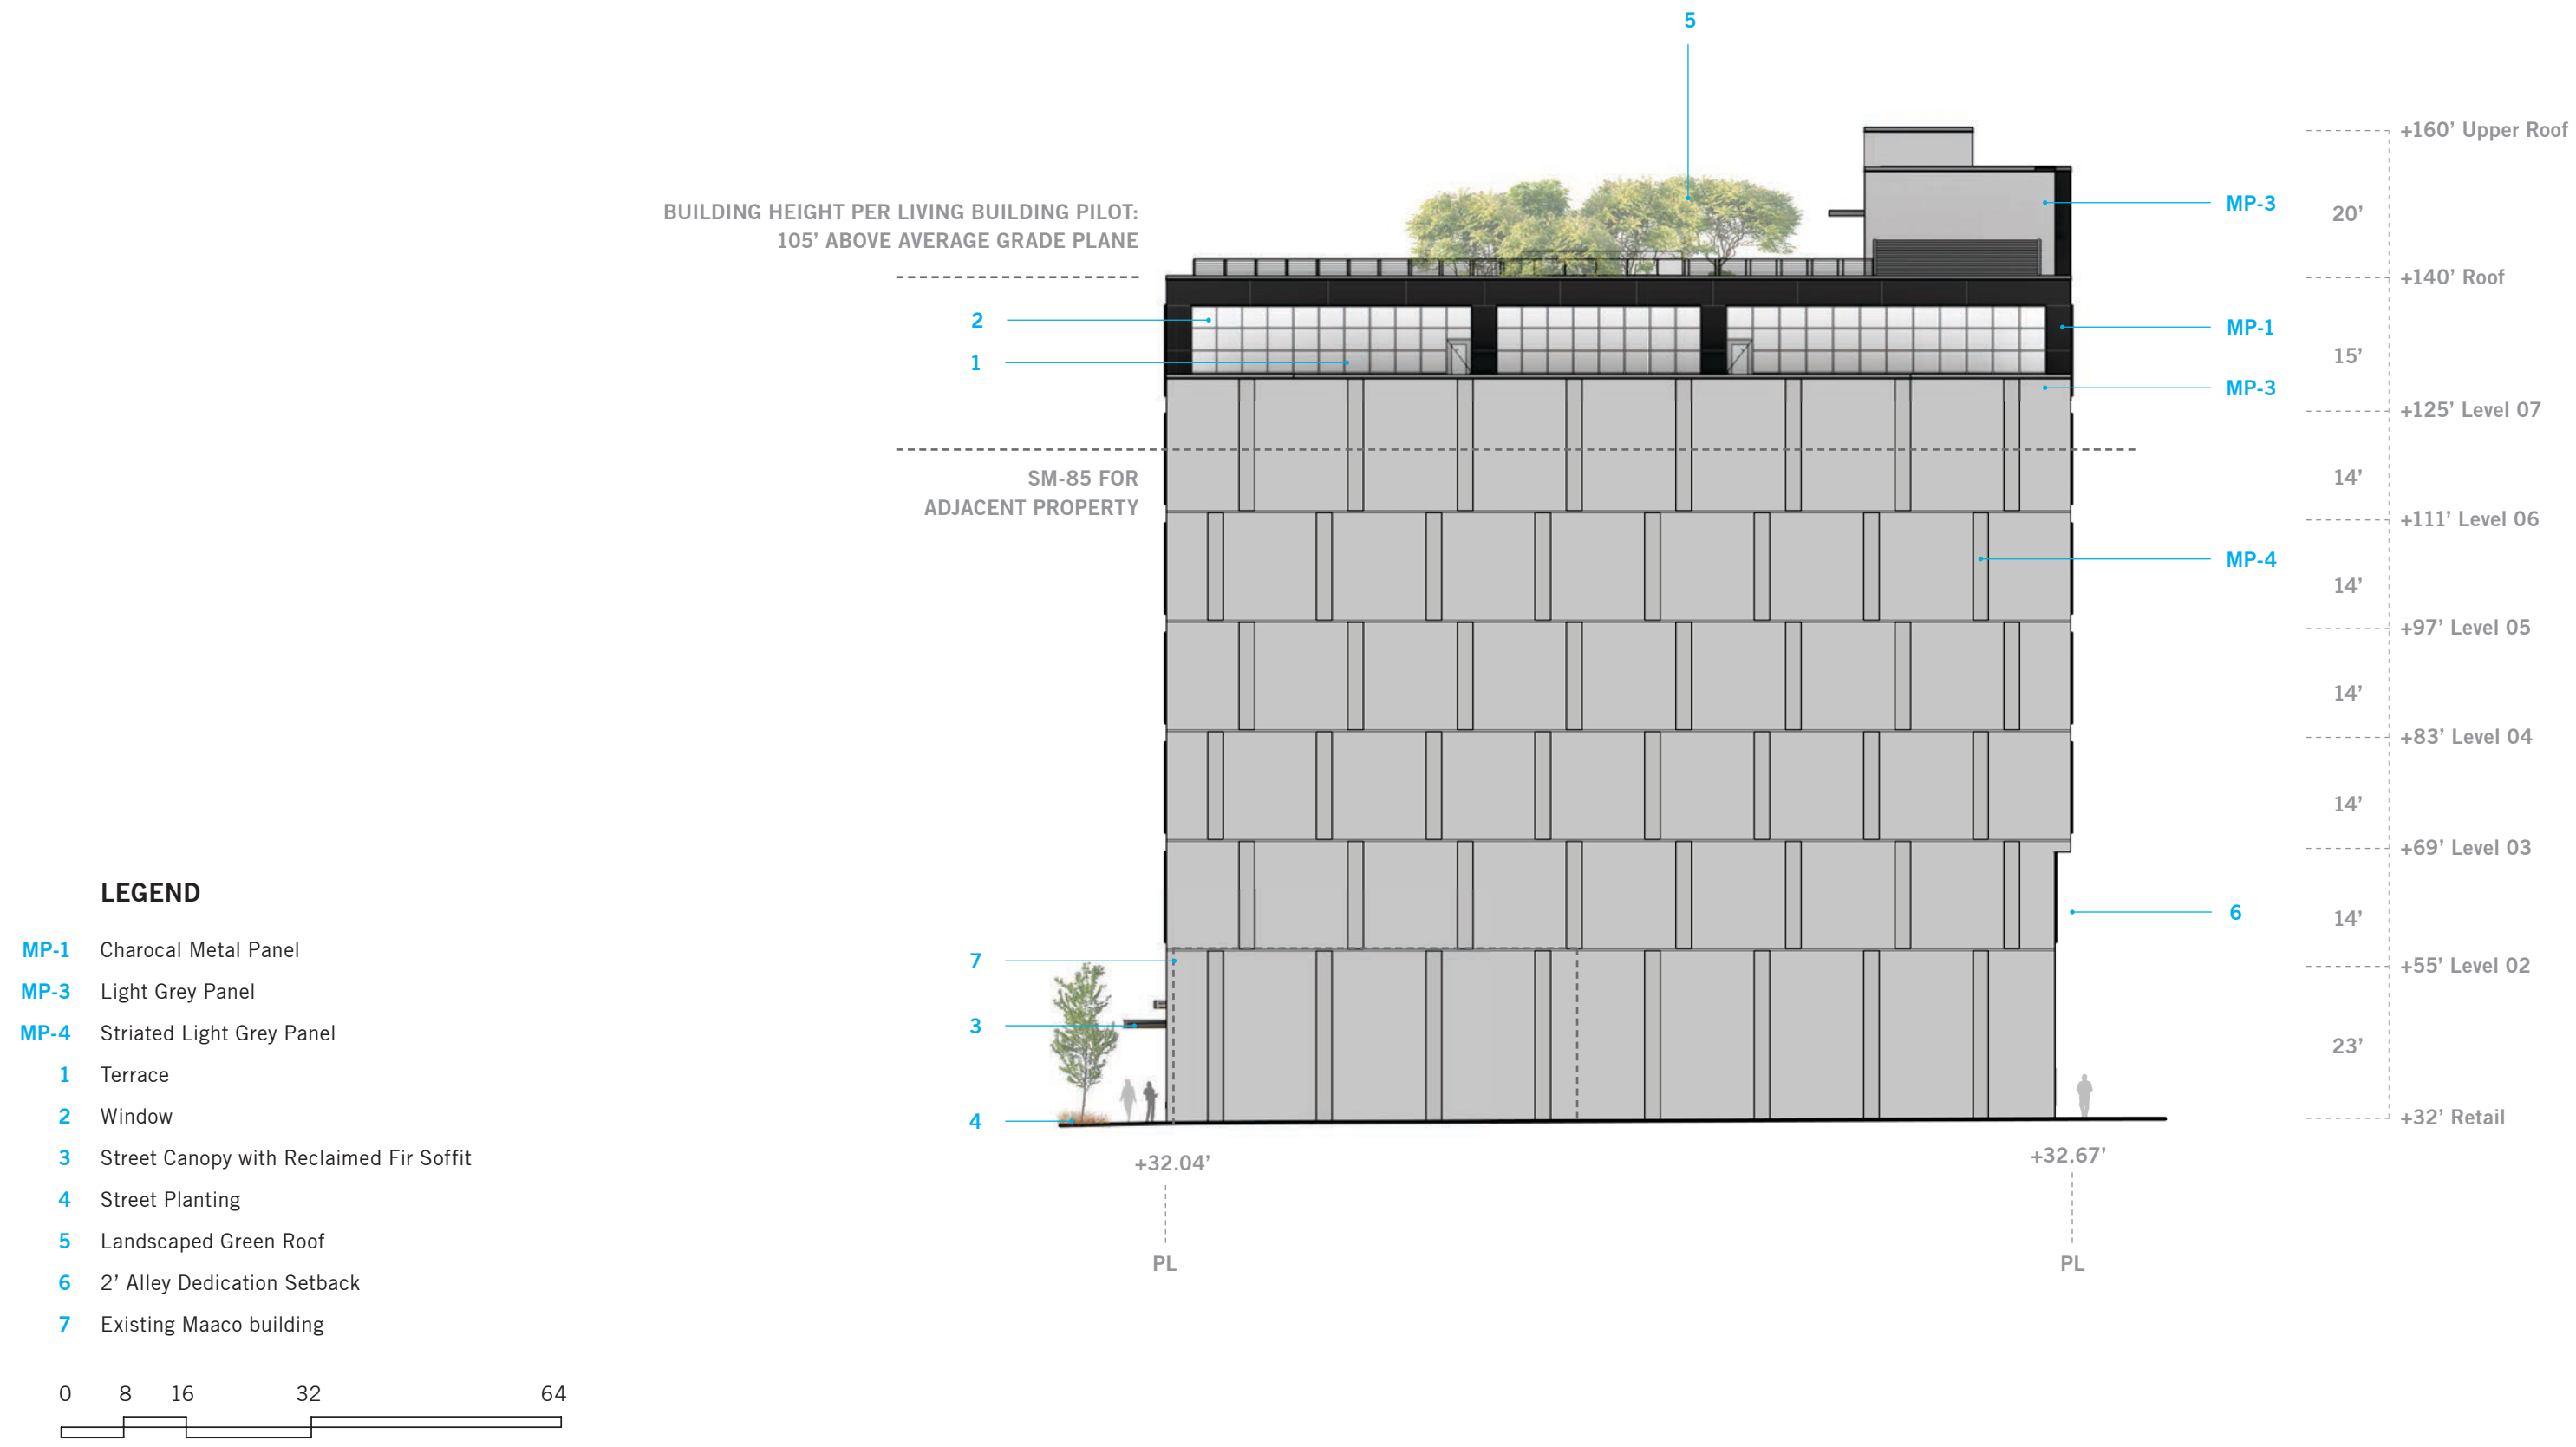 5
+160’ Upper Roof
BUILDING HEIGHT PER LIVING BUILDING PILOT:
105’ ABOVE AVERAGE GRADE PLANE
MP-3
20’
+140’ Roof
2
MP-1
1
15’
MP-3
+125’ Level 07
SM-85 FOR
ADJACENT PROPERTY
14’
+111’ Level 06
MP-4
14’
+97’ Level 05
14’
+83’ Level 04
14’
+69’ Level 03
6
14’
7
+55’ Level 02
3
23’
4
+32’ Retail
+32.04’
+32.67’
PL
PL
LEGEND
MP-1 Charocal Metal Panel
MP-3 Light Grey Panel
MP-4 Striated Light Grey Panel
1 Terrace
2 Window
3 Street Canopy with Reclaimed Fir Soffit
4 Street Planting
5 Landscaped Green Roof
6 2’ Alley Dedication Setback
7 Existing Maaco building
0 8 16 32 64